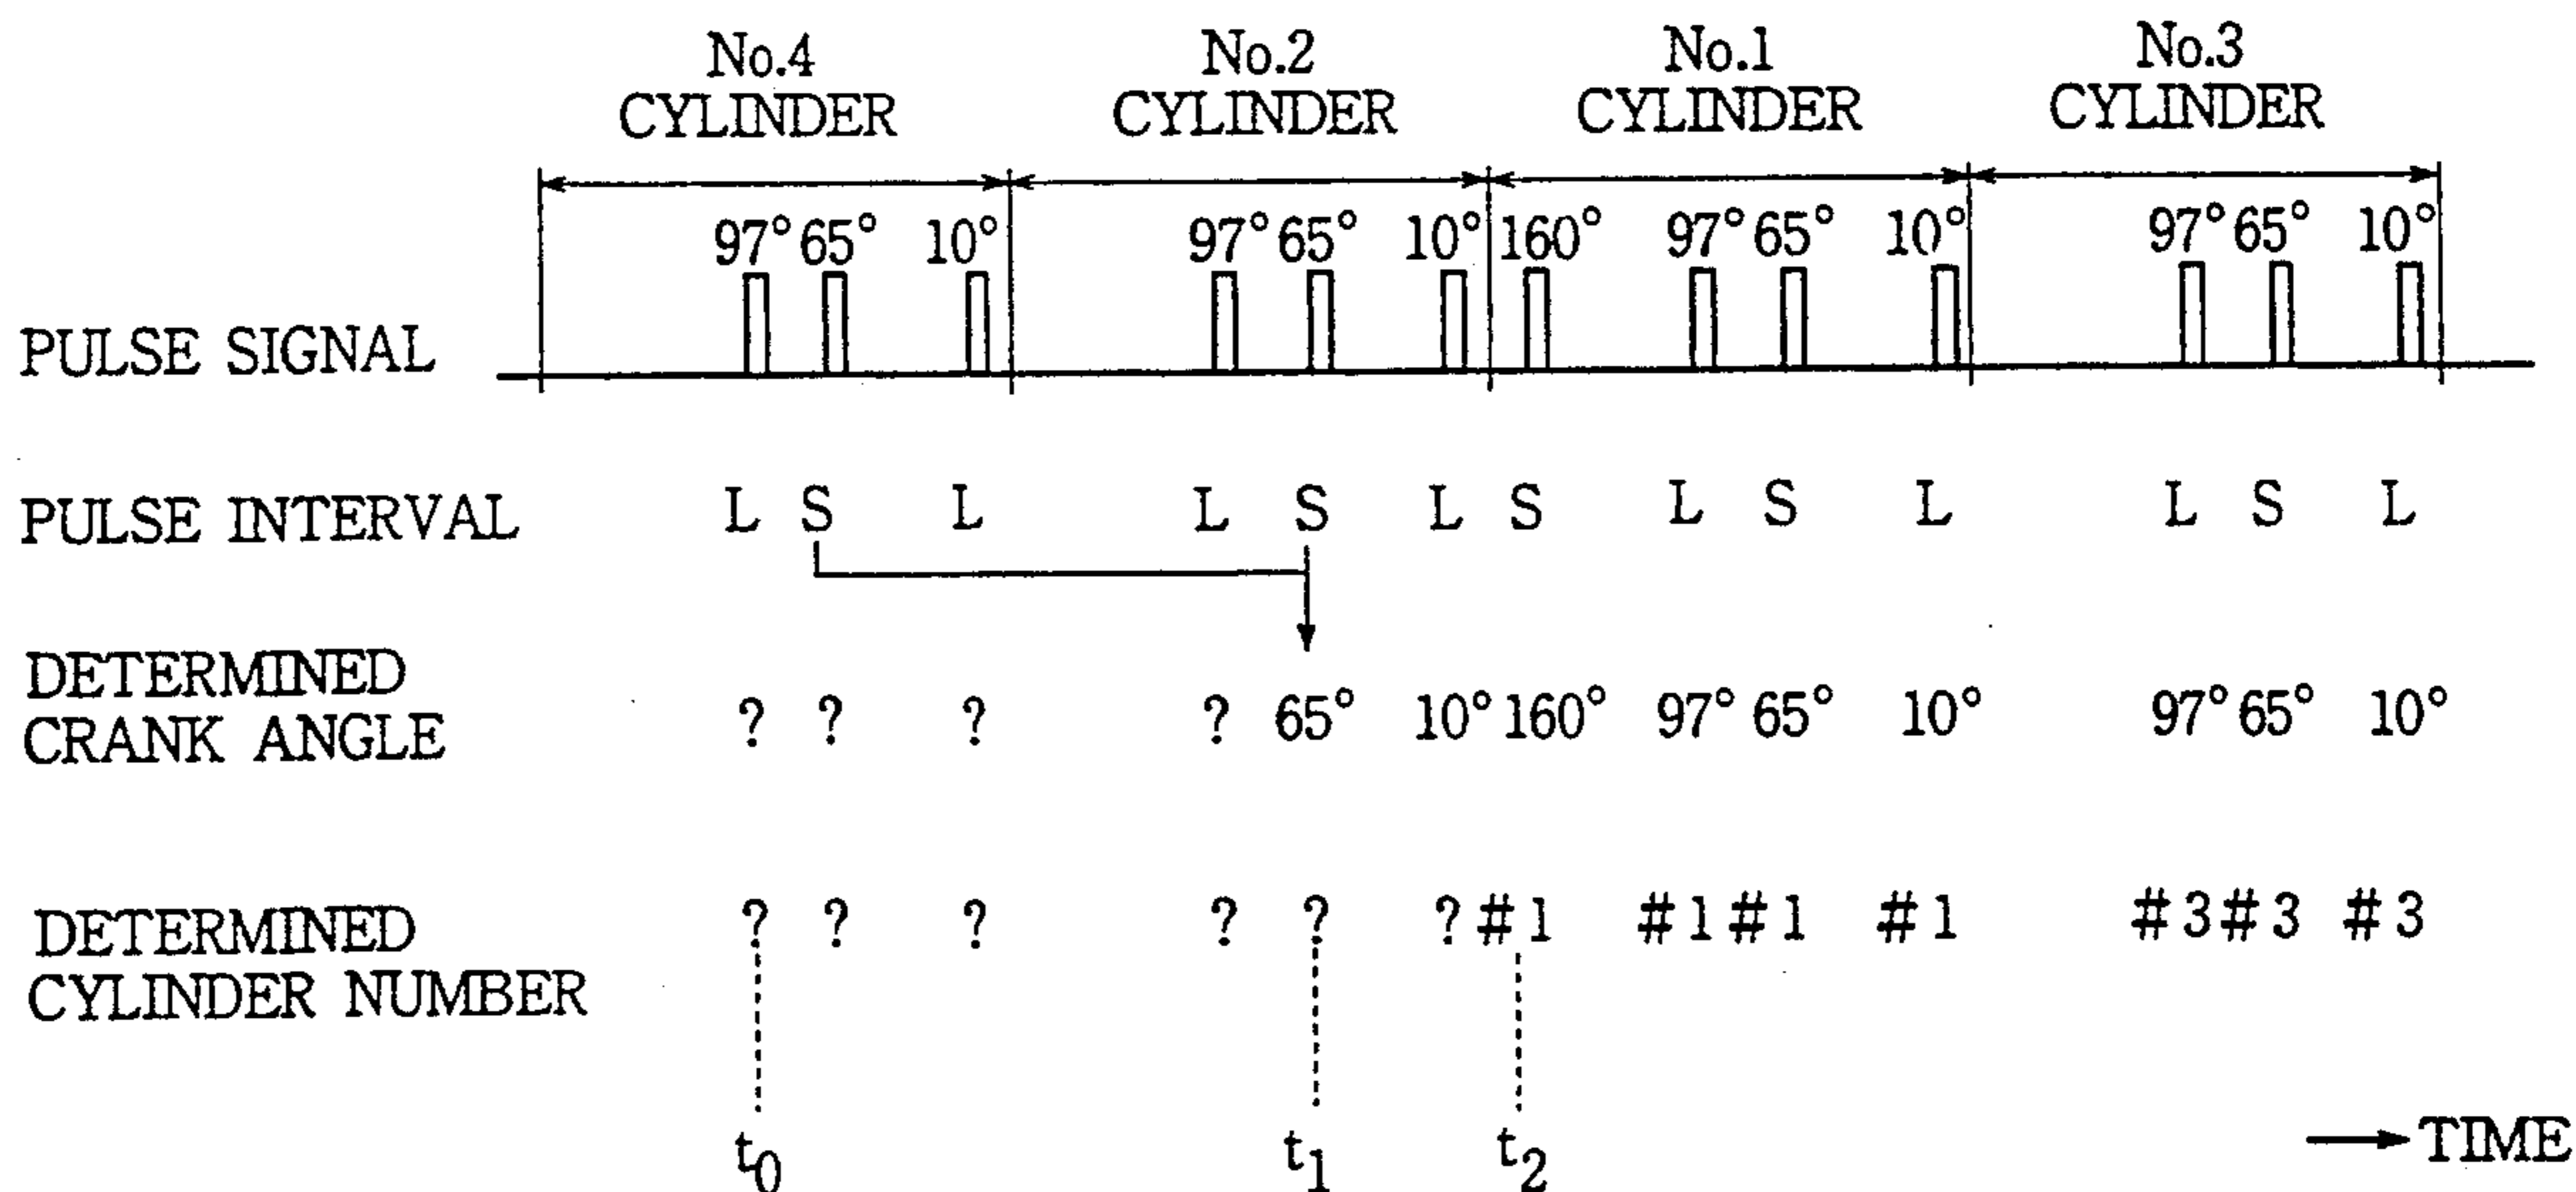 No.4 No.2 No.1 No.3
CYLINDER CYLINDER CYLINDER CYLINDER
97° 65° 10° 97° 65° 10° 160° 97° 65° 10° 97° 65° 10°
PULSE SIGNAL
PULSE INTERVAL L S L L S L S L S L L S L
DETERMINED
CRANK ANGLE ? ? ? ? 65° 10° 160° 97° 65° 10° 97° 65° 10°
DETERMINED ? ? ? ? ? ? #1 #1 #1 #1 #3 #3 #3
CYLINDER NUMBER
t0 t1 t2 TIME